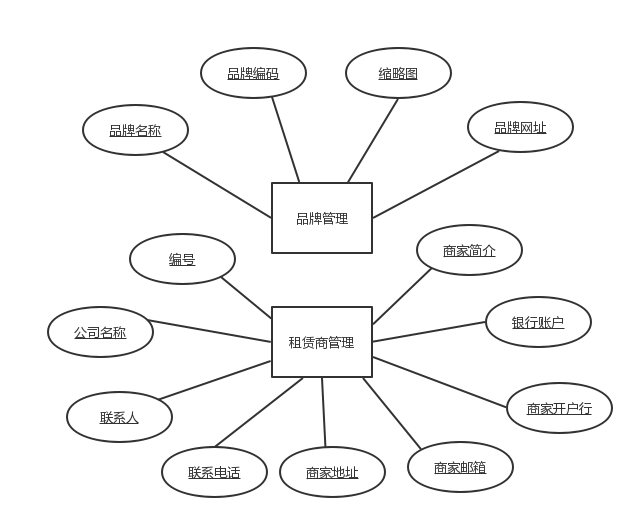 品牌编码
缩略图
品牌名称
品牌网址
品牌管理
编号
商家简介
公司名称
租赁商管理
银行账户
联系人
商家开户行
联系电话
商家地址
商家邮箱